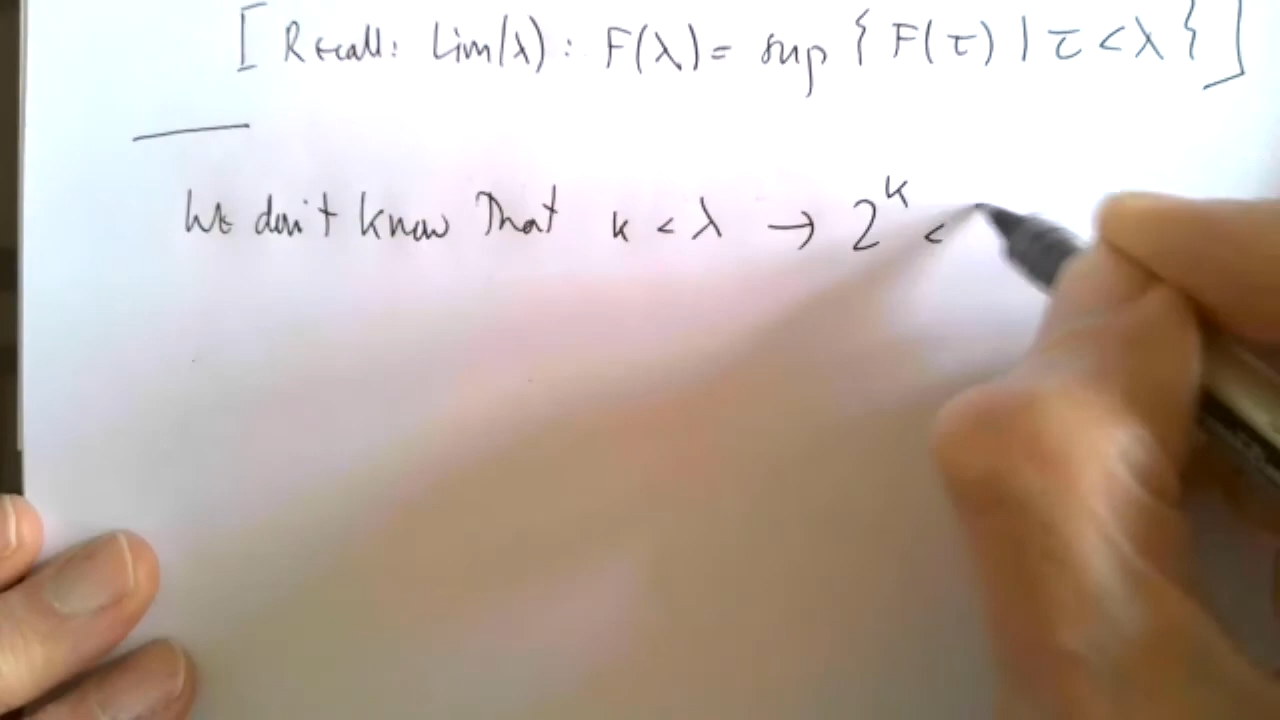 [ Recall: Lim(λ): F(λ) = sup { F(τ) | τ < λ } ]
We don't know That κ < λ → 2^κ <